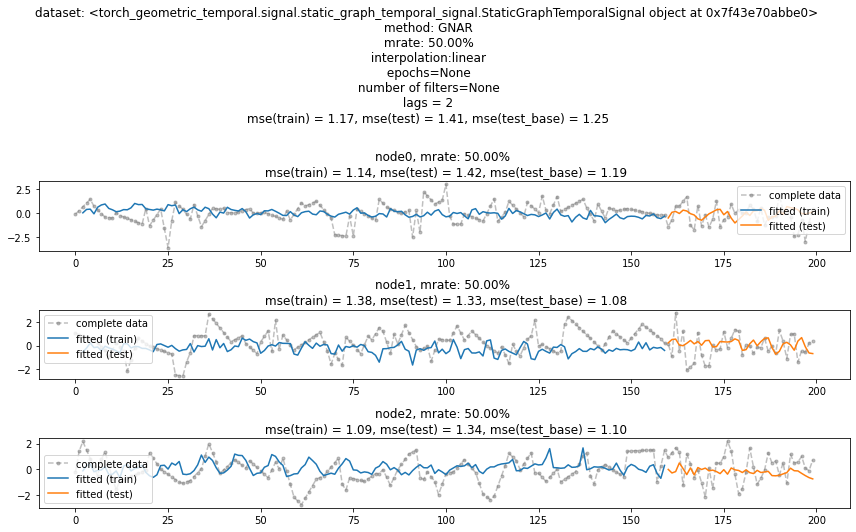 dataset: <torch_geometric_temporal.signal.static_graph_temporal_signal.StaticGraphTemporalSignal object at 0x7f43e70abbe0>
method: GNAR
mrate: 50.00%
interpolation:linear
epochs=None
number of filters=None
lags = 2
mse(train) = 1.17, mse(test) = 1.41, mse(test_base) = 1.25
node0, mrate: 50.00%
mse(train) = 1.14, mse(test) = 1.42, mse(test_base) = 1.19
2.5
0.0
−2.5
complete data
fitted (train)
fitted (test)
0 25 50 75 100 125 150 175 200
node1, mrate: 50.00%
mse(train) = 1.38, mse(test) = 1.33, mse(test_base) = 1.08
2
0
−2
complete data
fitted (train)
fitted (test)
0 25 50 75 100 125 150 175 200
node2, mrate: 50.00%
mse(train) = 1.09, mse(test) = 1.34, mse(test_base) = 1.10
2
0
−2
complete data
fitted (train)
fitted (test)
0 25 50 75 100 125 150 175 200